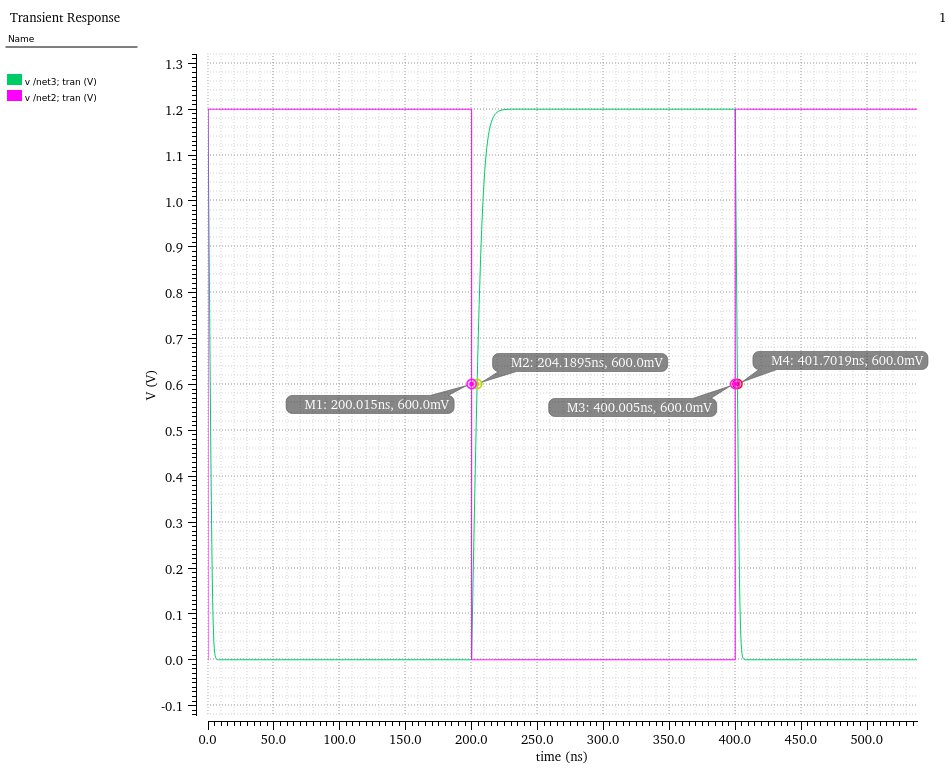 Transient Response
1
Name
v /net3; tran (V)
v /net2; tran (V)
1.3
1.2
1.1
1.0
0.9
0.8
0.7
0.6
0.5
0.4
0.3
0.2
0.1
0.0
-0.1
V (V)
M1: 200.015ns, 600.0mV
M2: 204.1895ns, 600.0mV
M3: 400.005ns, 600.0mV
M4: 401.7019ns, 600.0mV
0.0 50.0 100.0 150.0 200.0 250.0 300.0 350.0 400.0 450.0 500.0
time (ns)